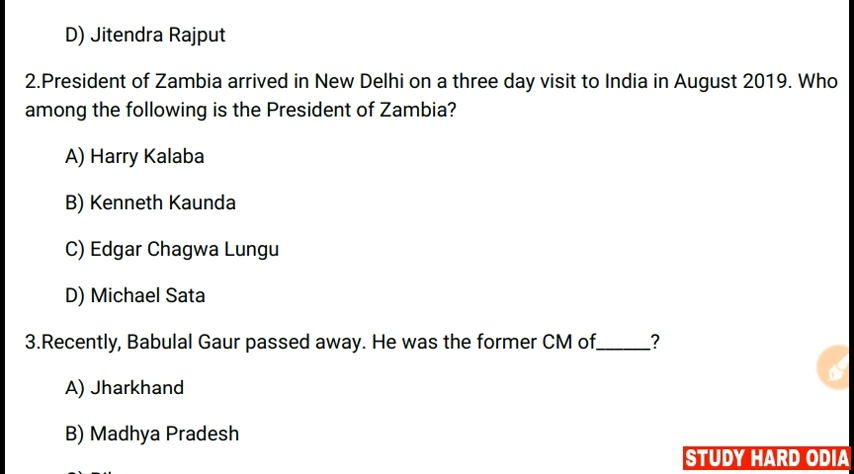 D) Jitendra Rajput
2.President of Zambia arrived in New Delhi on a three day visit to India in August 2019. Who
among the following is the President of Zambia?
A) Harry Kalaba
B) Kenneth Kaunda
C) Edgar Chagwa Lungu
D) Michael Sata
3.Recently, Babulal Gaur passed away. He was the former CM of______?
A) Jharkhand
B) Madhya Pradesh
STUDY HARD ODIA